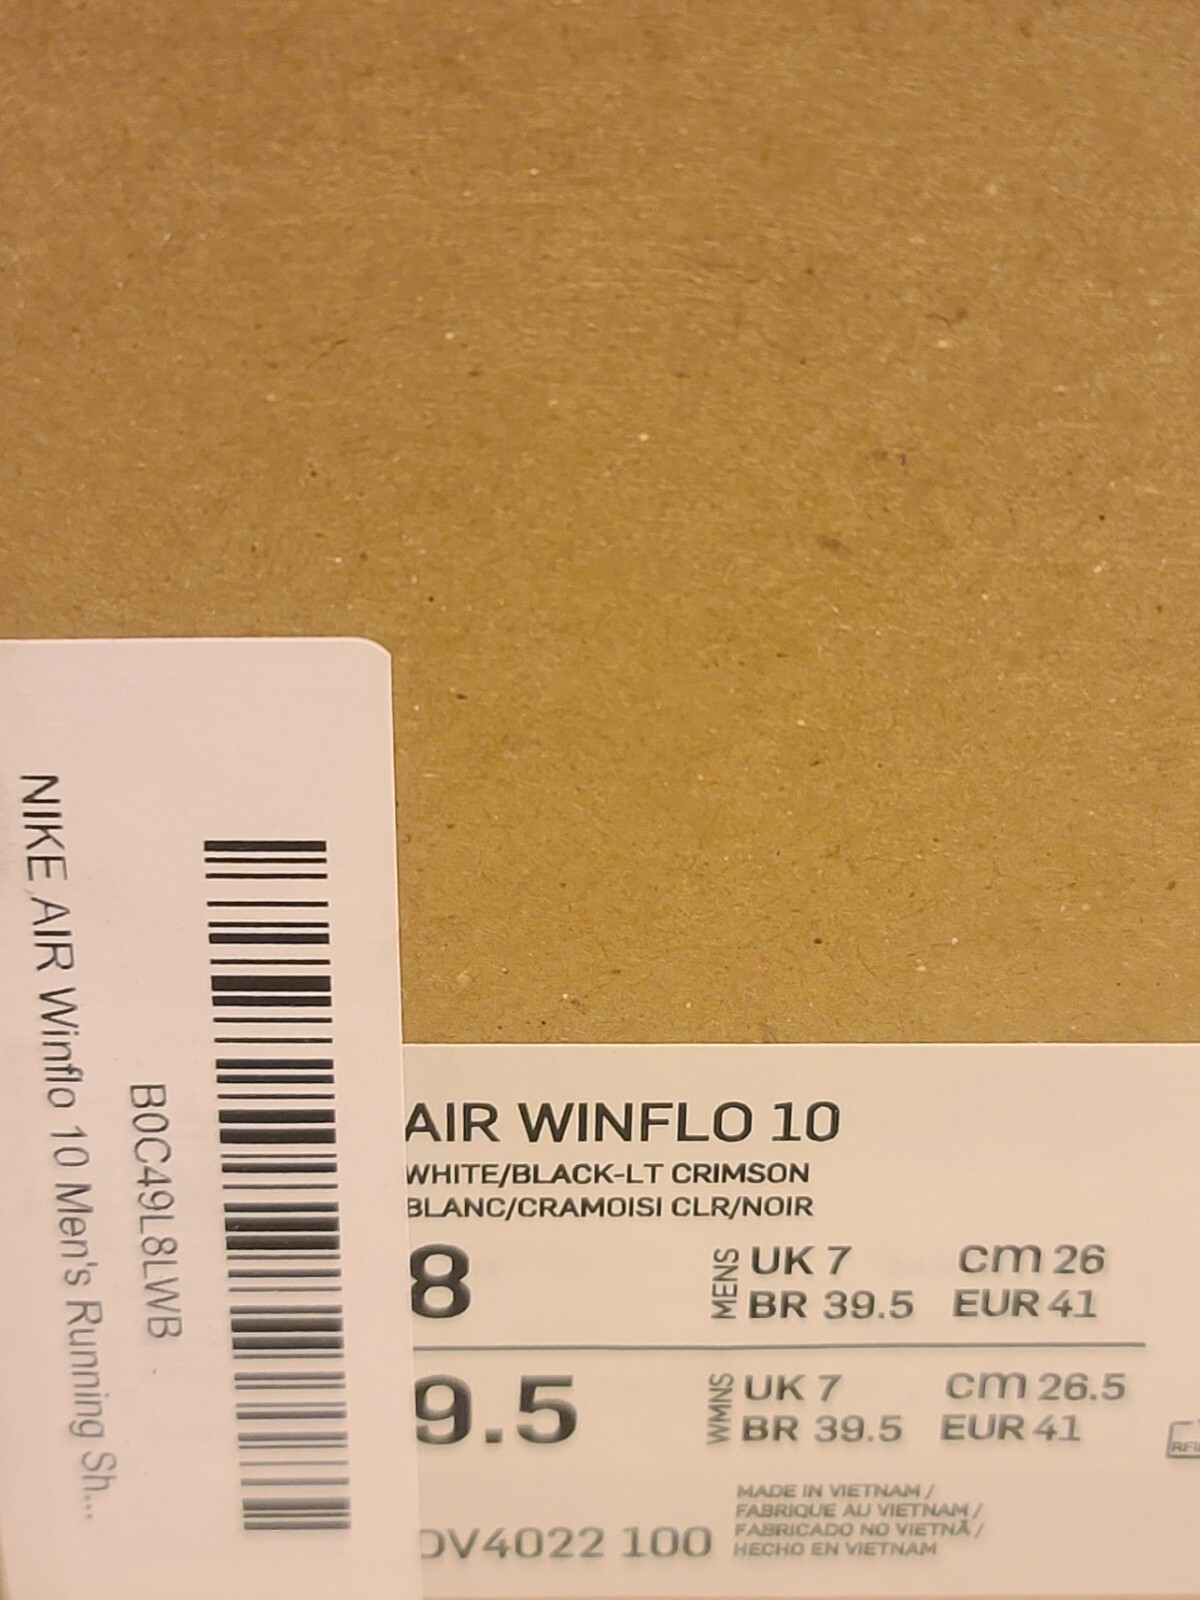 NIKE AIR Winflo 10 Men's Running Sh...
B0C49L8LWB
AIR WINFLO 10
WHITE/BLACK-LT CRIMSON
BLANC/CRAMOISI CLR/NOIR
8 MENS UK 7 cm 26
BR 39.5 EUR 41
9.5 WMNS UK 7 cm 26.5
BR 39.5 EUR 41
MADE IN VIETNAM /
FABRIQUE AU VIETNAM /
FABRICADO NO VIETNÃ /
HECHO EN VIETNAM
DV4022 100